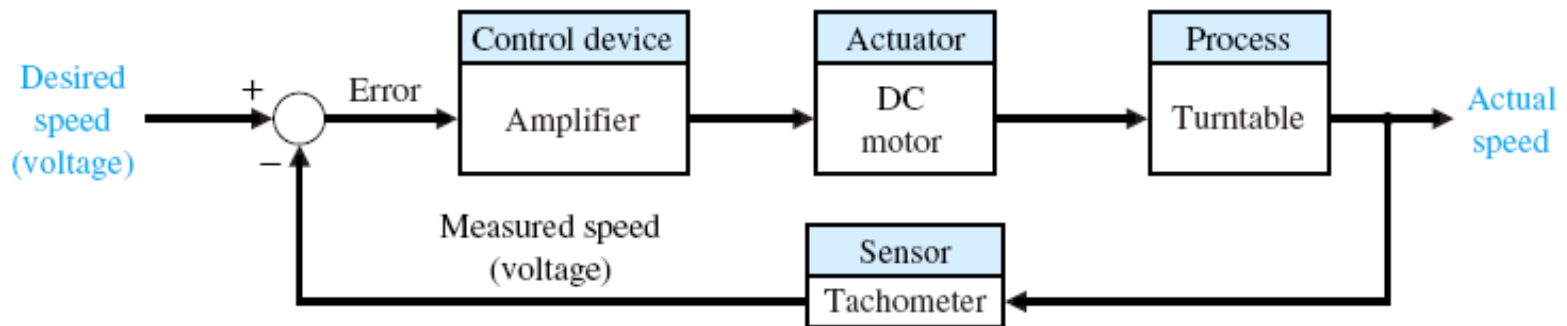 Desired
speed
(voltage)
+
−
Error
Control device
Amplifier
Actuator
DC
motor
Process
Turntable
Actual
speed
Measured speed
(voltage)
Sensor
Tachometer